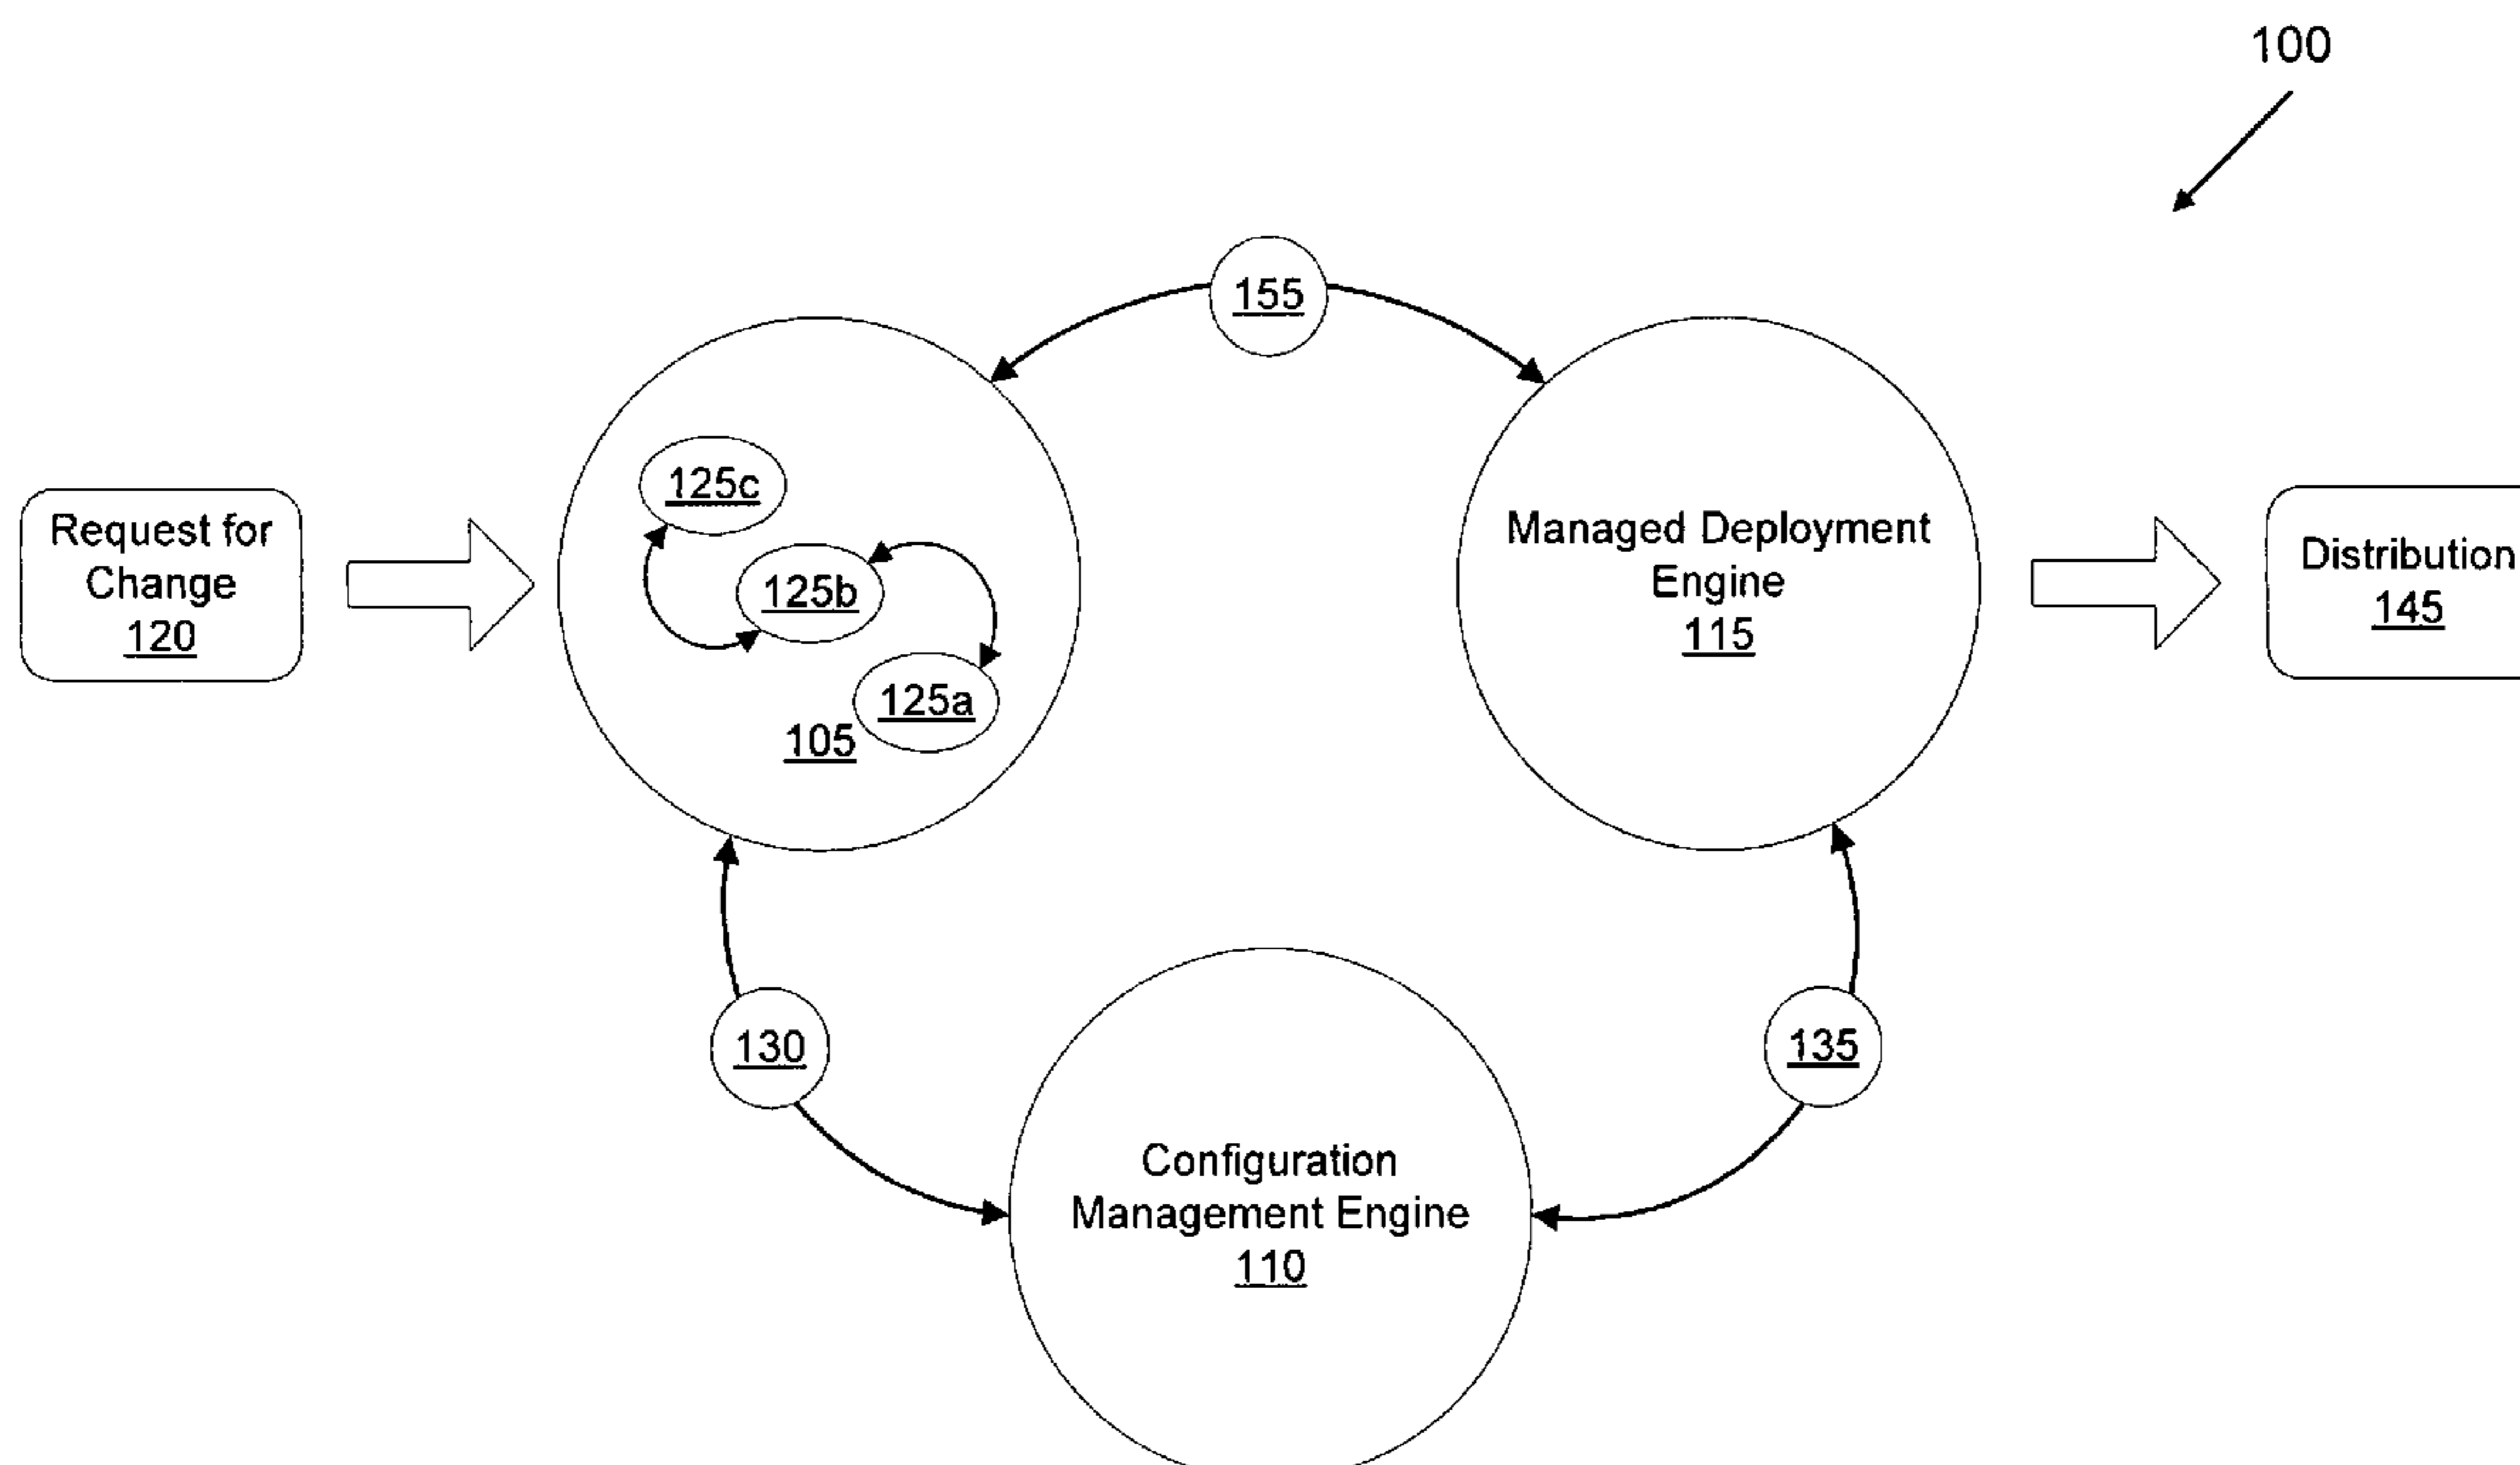 100
155
125c
125b
125a
105
Request for
Change
120
Managed Deployment
Engine
115
Distribution
145
130
135
Configuration
Management Engine
110